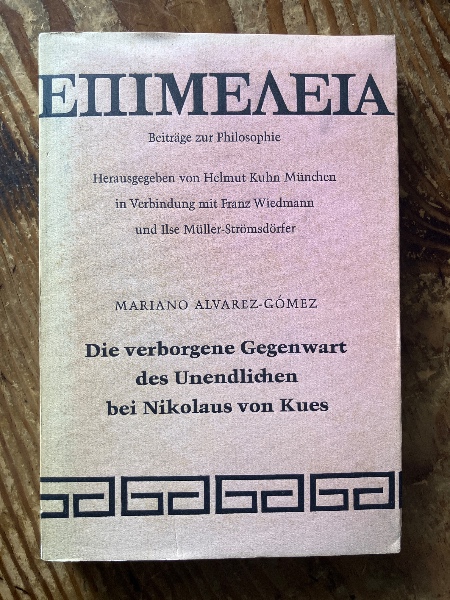 ΕΠΙΜΕΛΕΙΑ
Beiträge zur Philosophie
Herausgegeben von Helmut Kuhn München
in Verbindung mit Franz Wiedmann
und Ilse Müller-Strömsdörfer
MARIANO ALVAREZ-GÓMEZ
Die verborgene Gegenwart
des Unendlichen
bei Nikolaus von Kues